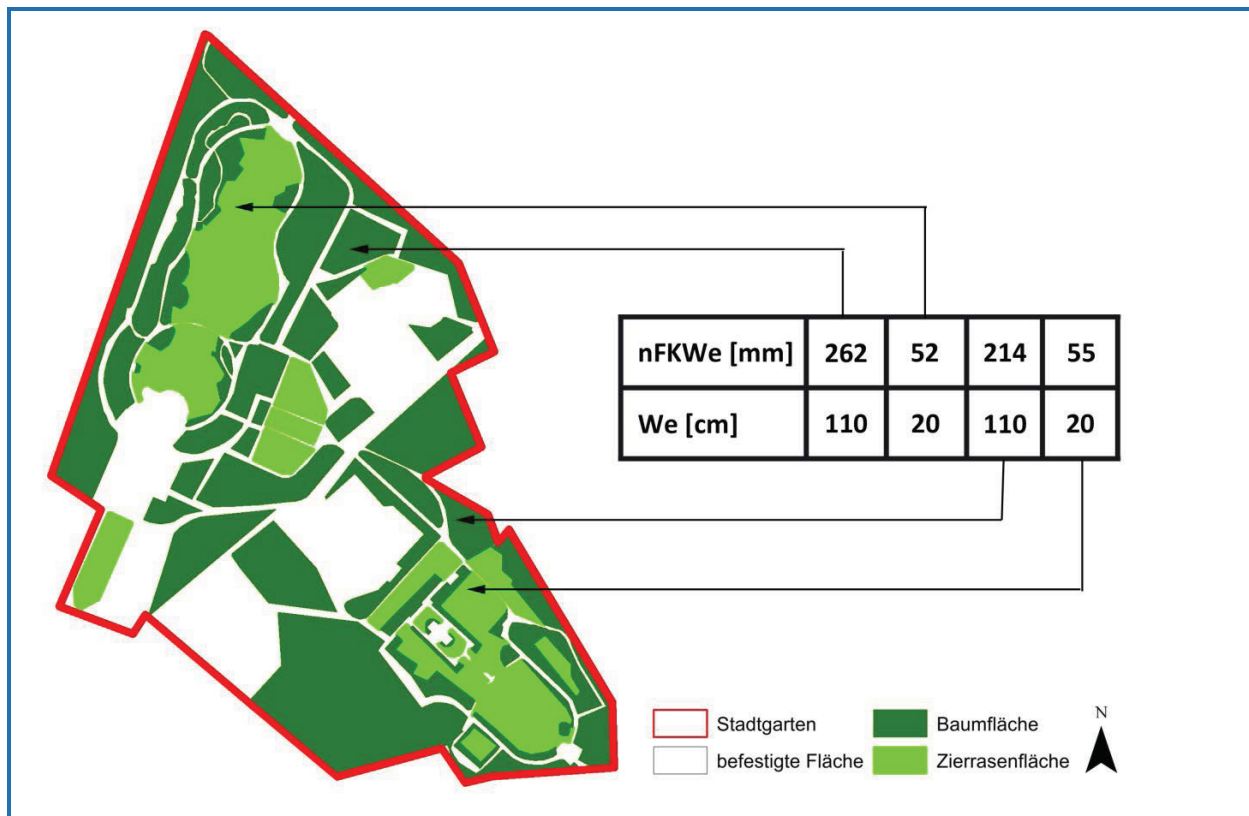 nFKWe [mm] 262 52 214 55
We [cm] 110 20 110 20
Stadtgarten
befestigte Fläche
Baumfläche
Zierrasenfläche
N